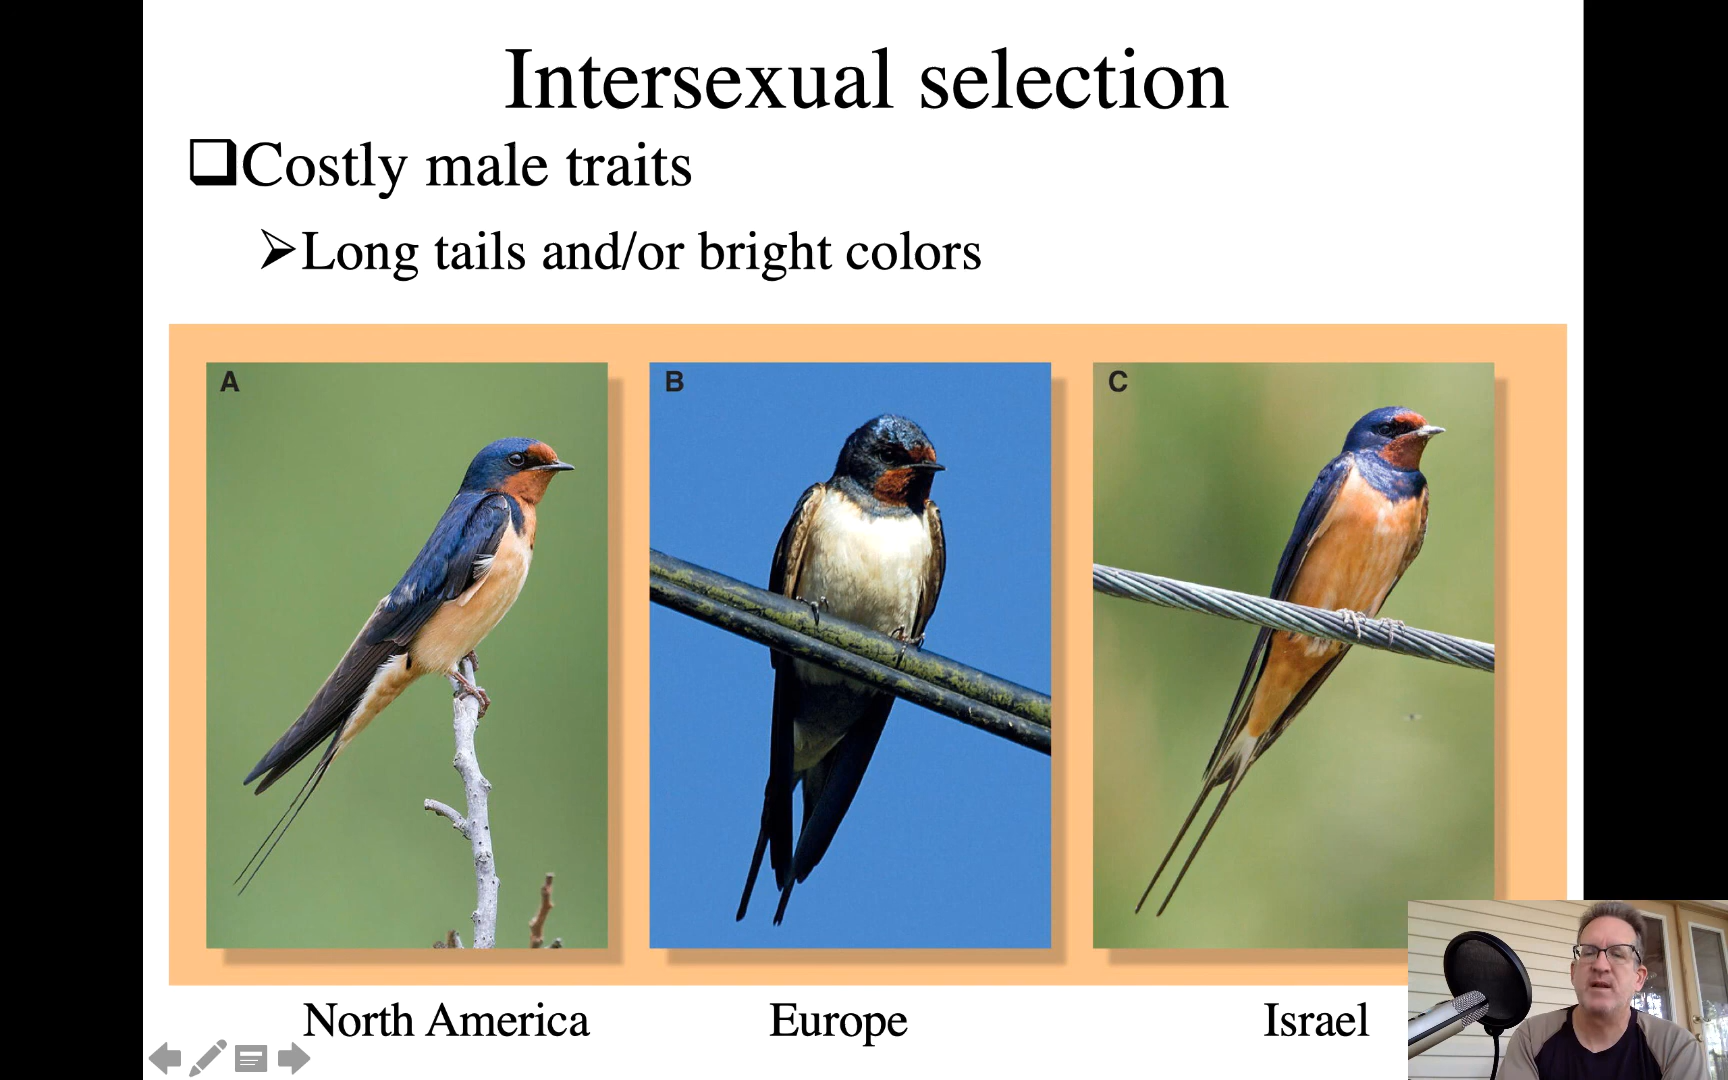 Intersexual selection
Costly male traits
Long tails and/or bright colors
A
B
C
North America
Europe
Israel